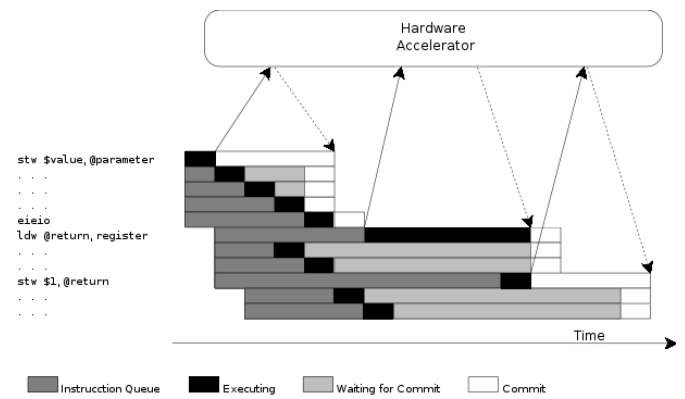 Hardware
Accelerator
stw $value, @parameter
. . .
. . .
. . .
eieio
ldw @return, register
. . .
. . .
stw $1, @return
. . .
. . .
Time
Instrucction Queue
Executing
Waiting for Commit
Commit